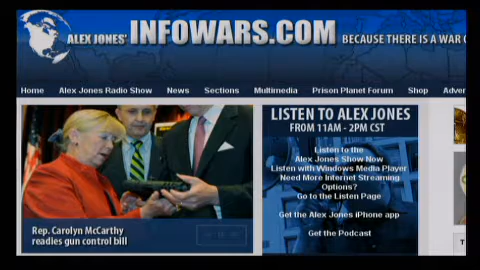 ALEX JONES' INFOWARS.COM BECAUSE THERE IS A WAR O
Home Alex Jones Radio Show News Sections Multimedia Prison Planet Forum Shop Adver
LISTEN TO ALEX JONES
FROM 11AM - 2PM CST
Listen to the
Alex Jones Show Now
Listen with Windows Media Player
Need More Internet Streaming
Options?
Go to the Listen Page
Get the Alex Jones iPhone app
Get the Podcast
Rep. Carolyn McCarthy
readies gun control bill